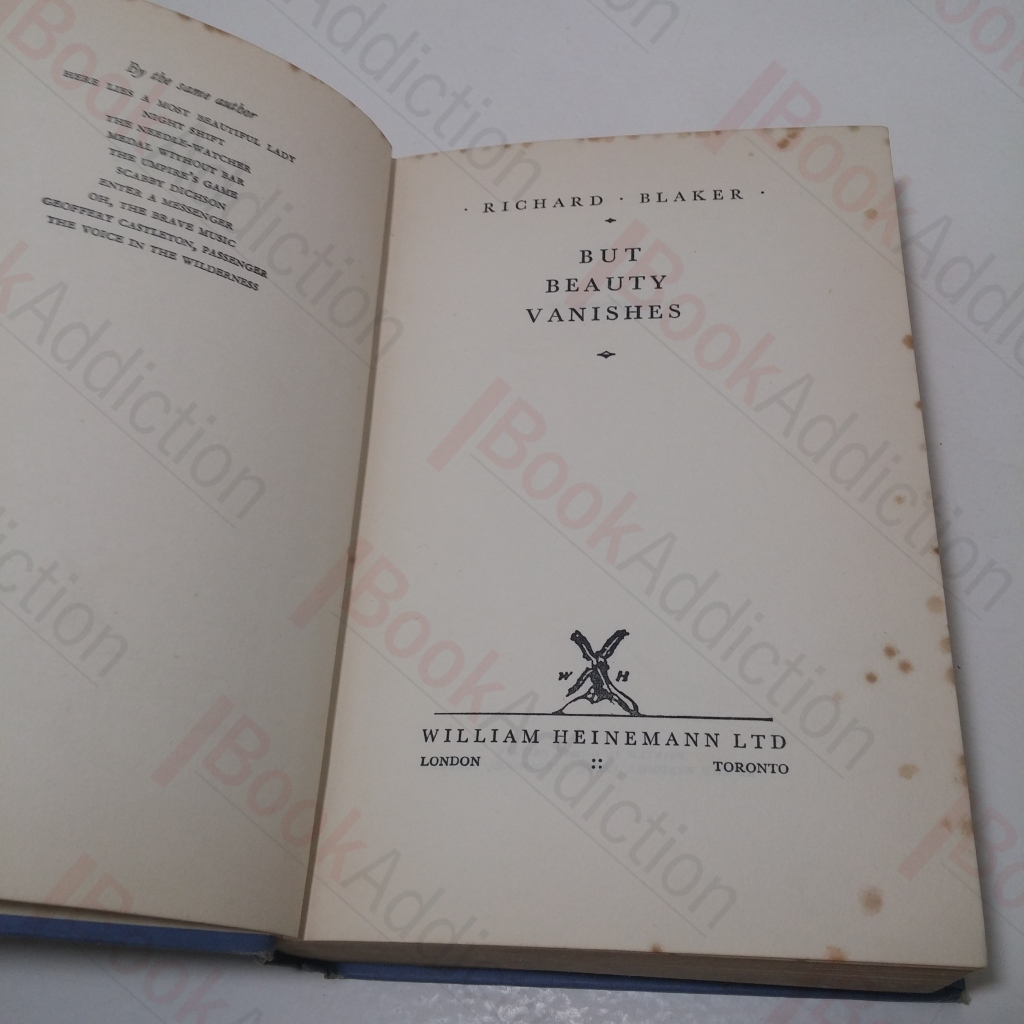 By the same author
HERE LIES A MOST BEAUTIFUL LADY
NIGHT SHIFT
THE NEEDLE-WATCHER
MEDAL WITHOUT BAR
THE UMPIRE'S GAME
SCABBY DICHSON
ENTER A MESSENGER
OH, THE BRAVE MUSIC
GEOFFERY CASTLETON, PASSENGER
THE VOICE IN THE WILDERNESS
· RICHARD · BLAKER ·
BUT
BEAUTY
VANISHES
W H
WILLIAM HEINEMANN LTD
LONDON :: TORONTO
BookAddiction